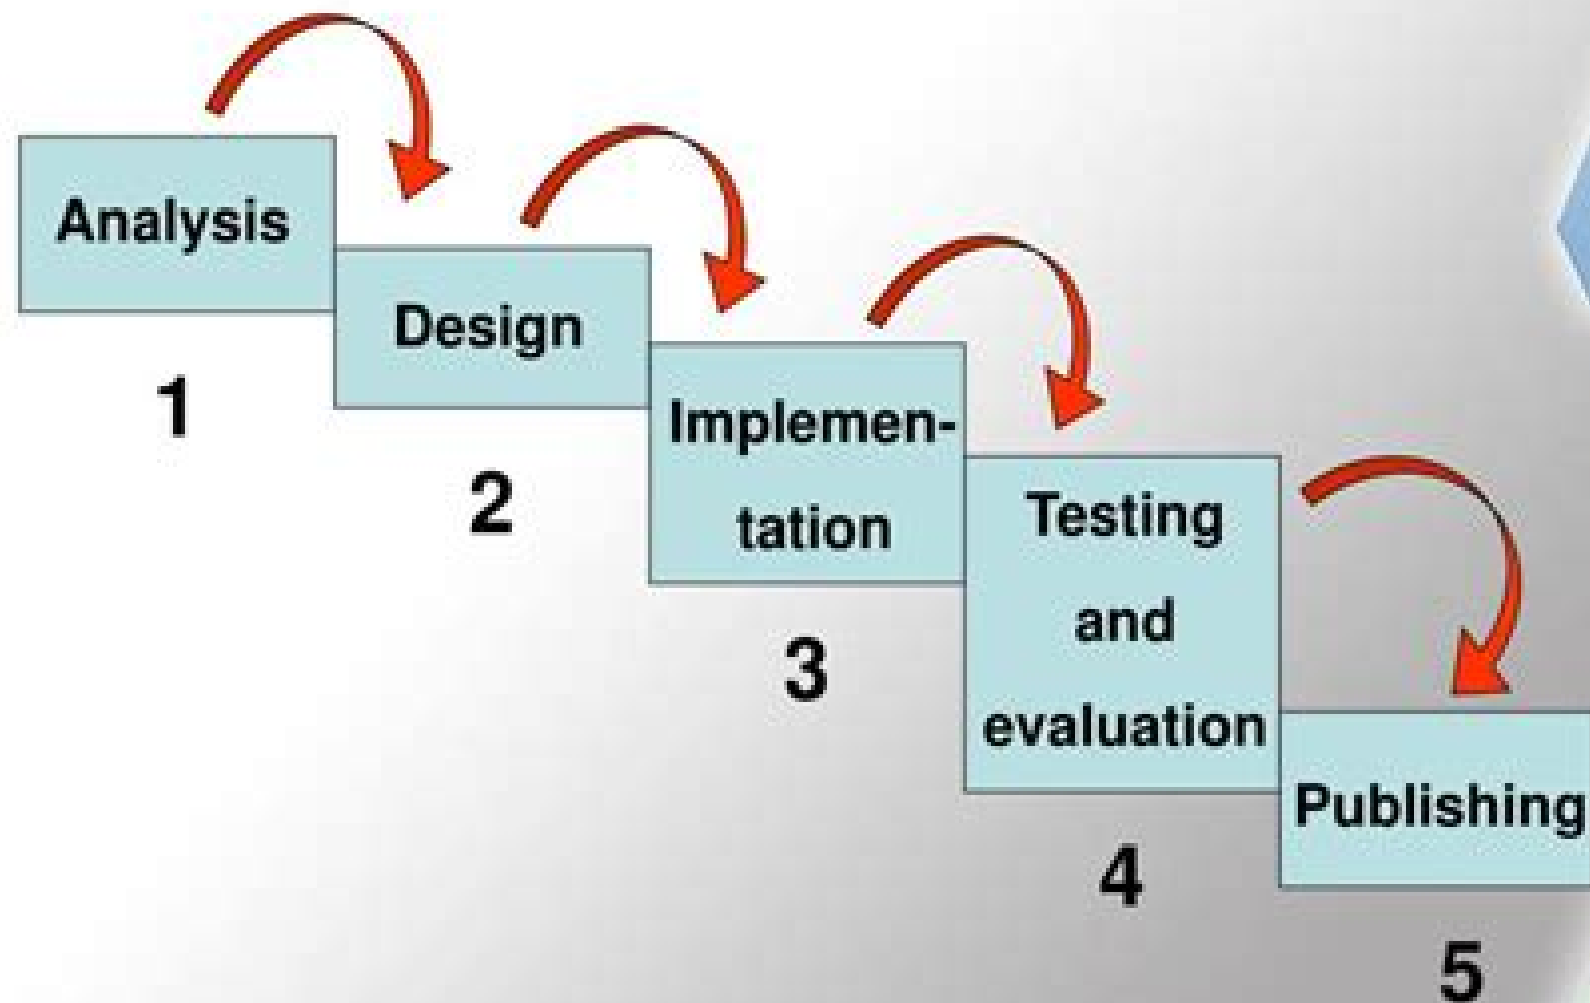 Analysis
1
Design
2
Implemen-
tation
3
Testing
and
evaluation
4
Publishing
5